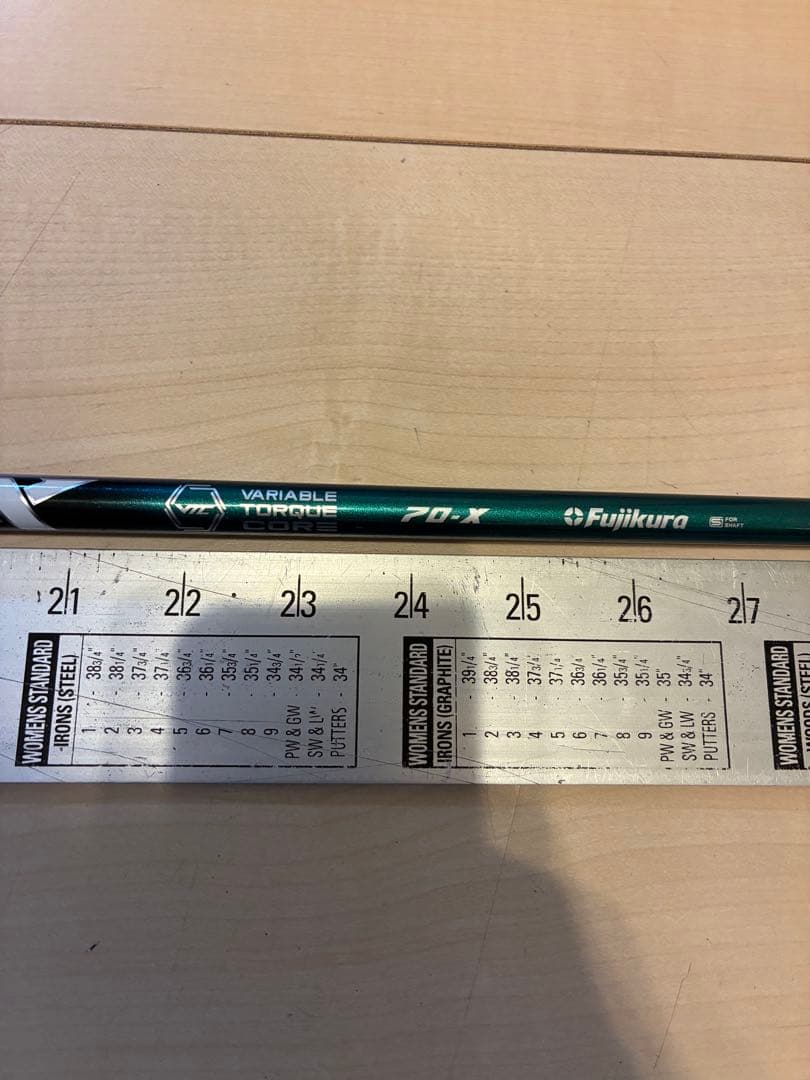 VTC
VARIABLE
TORQUE
CORE
70-X
Fujikura
S FOR
SHAFT
21 22 23 24 25 26 27
WOMENS STANDARD
IRONS (STEEL)
1 - 38 3/4"
2 - 38 1/4"
3 - 37 3/4"
4 - 37 1/4"
5 - 36 3/4"
6 - 36 1/4"
7 - 35 3/4"
8 - 35 1/4"
9 - 34 3/4"
PW & GW - 34 1/2"
SW & LW - 34 1/4"
PUTTERS - 34"
WOMENS STANDARD
IRONS (GRAPHITE)
1 - 39 1/4"
2 - 38 3/4"
3 - 38 1/4"
4 - 37 3/4"
5 - 37 1/4"
6 - 36 3/4"
7 - 36 1/4"
8 - 35 3/4"
9 - 35 1/4"
PW & GW - 35"
SW & LW - 34 3/4"
PUTTERS - 34"
WOMENS STANDARD